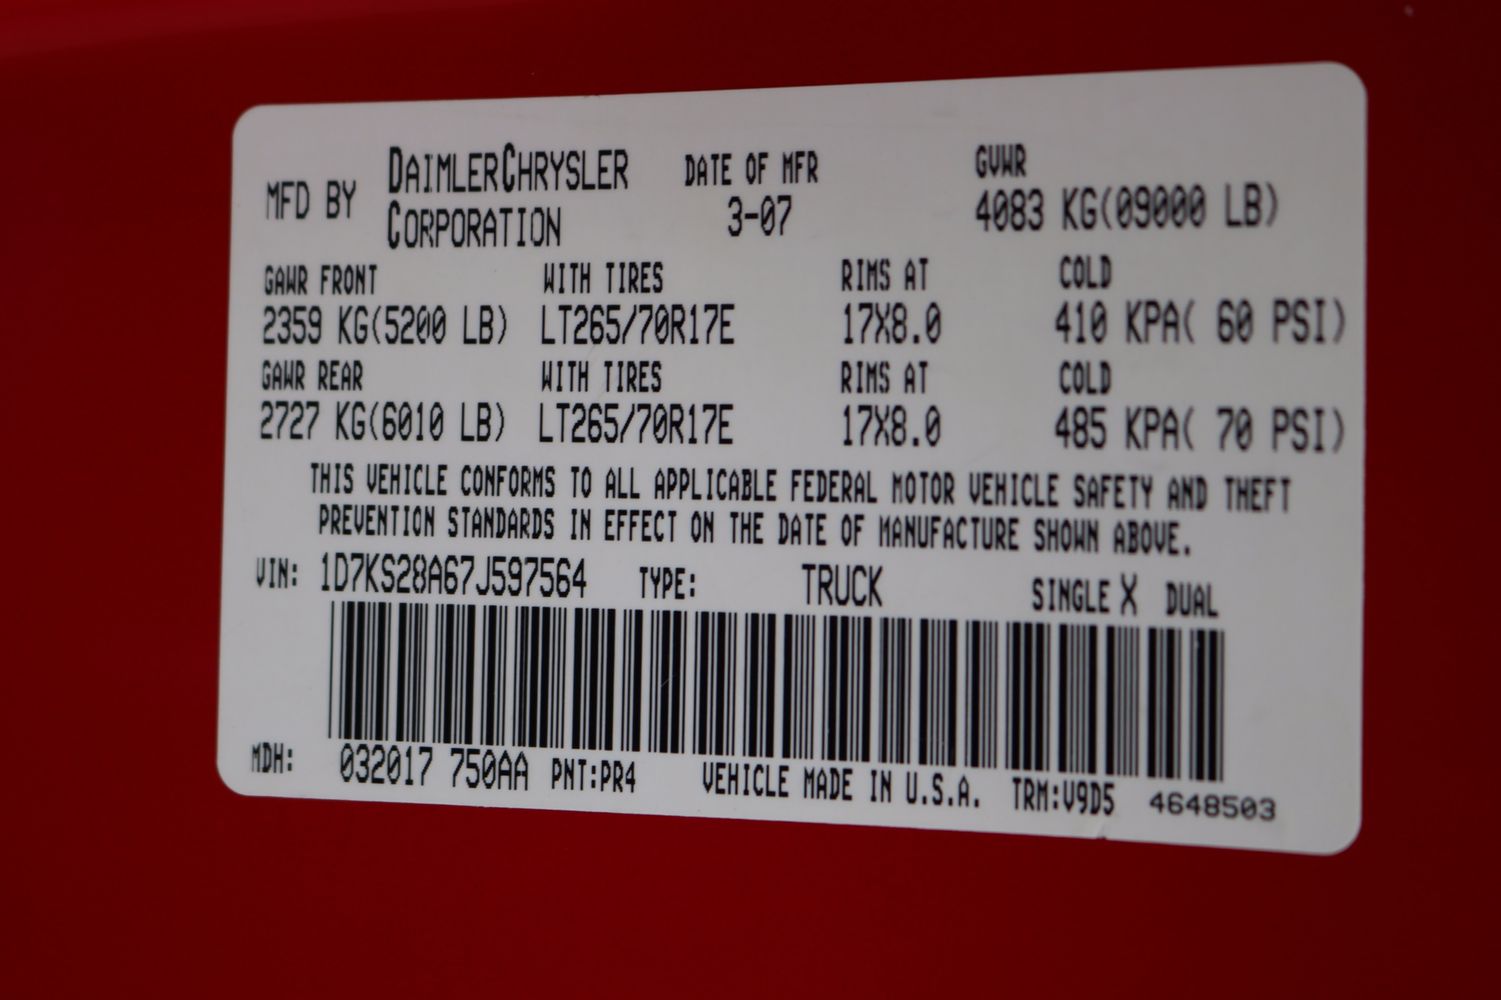 MFD BY DAIMLERCHRYSLER CORPORATION DATE OF MFR 3-07 GVWR 4083 KG(09000 LB)
GAWR FRONT WITH TIRES RIMS AT COLD
2359 KG(5200 LB) LT265/70R17E 17X8.0 410 KPA( 60 PSI)
GAWR REAR WITH TIRES RIMS AT COLD
2727 KG(6010 LB) LT265/70R17E 17X8.0 485 KPA( 70 PSI)
THIS VEHICLE CONFORMS TO ALL APPLICABLE FEDERAL MOTOR VEHICLE SAFETY AND THEFT
PREVENTION STANDARDS IN EFFECT ON THE DATE OF MANUFACTURE SHOWN ABOVE.
VIN: 1D7KS28A67J597564 TYPE: TRUCK SINGLE X DUAL
MDH: 032017 750AA PNT:PR4 VEHICLE MADE IN U.S.A. TRM:V9D5 4648503